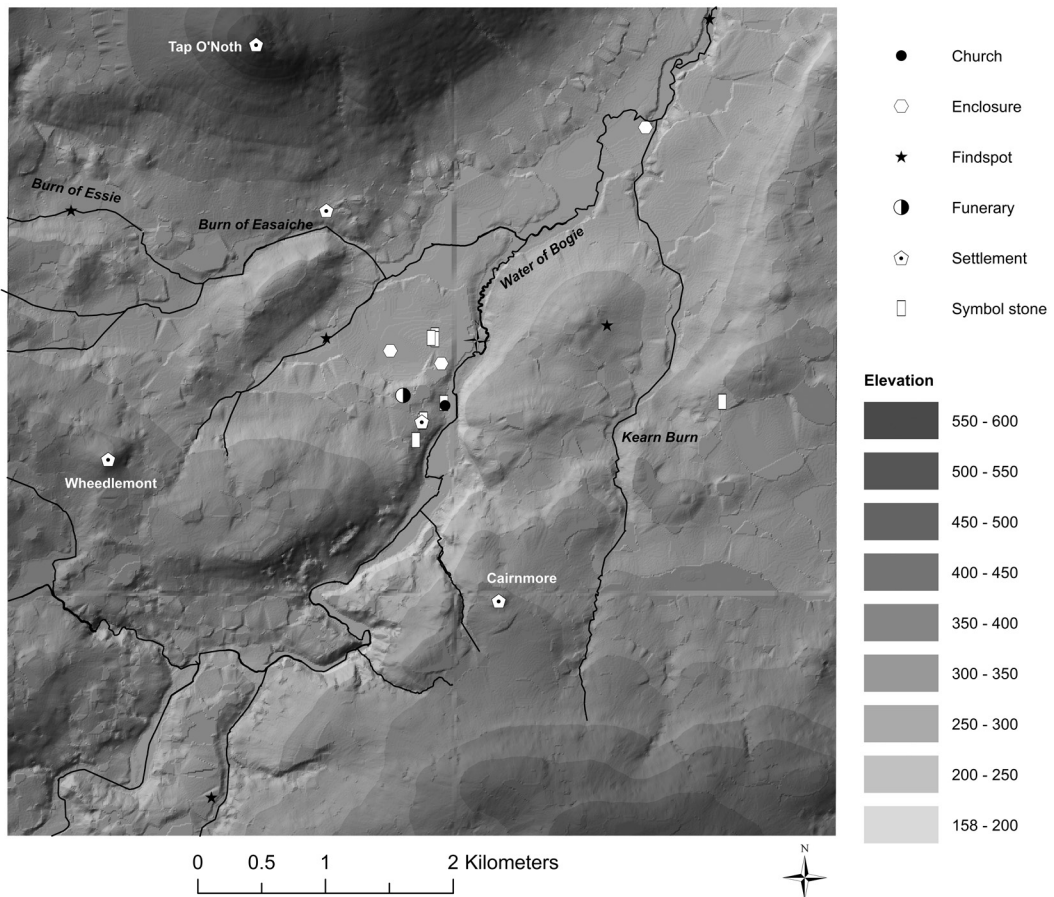 Tap O'Noth
Burn of Essie
Burn of Easaiche
Water of Bogie
Kearn Burn
Wheedlemont
Cairnmore
Church
Enclosure
Findspot
Funerary
Settlement
Symbol stone
Elevation
550 - 600
500 - 550
450 - 500
400 - 450
350 - 400
300 - 350
250 - 300
200 - 250
158 - 200
0 0.5 1 2 Kilometers
N